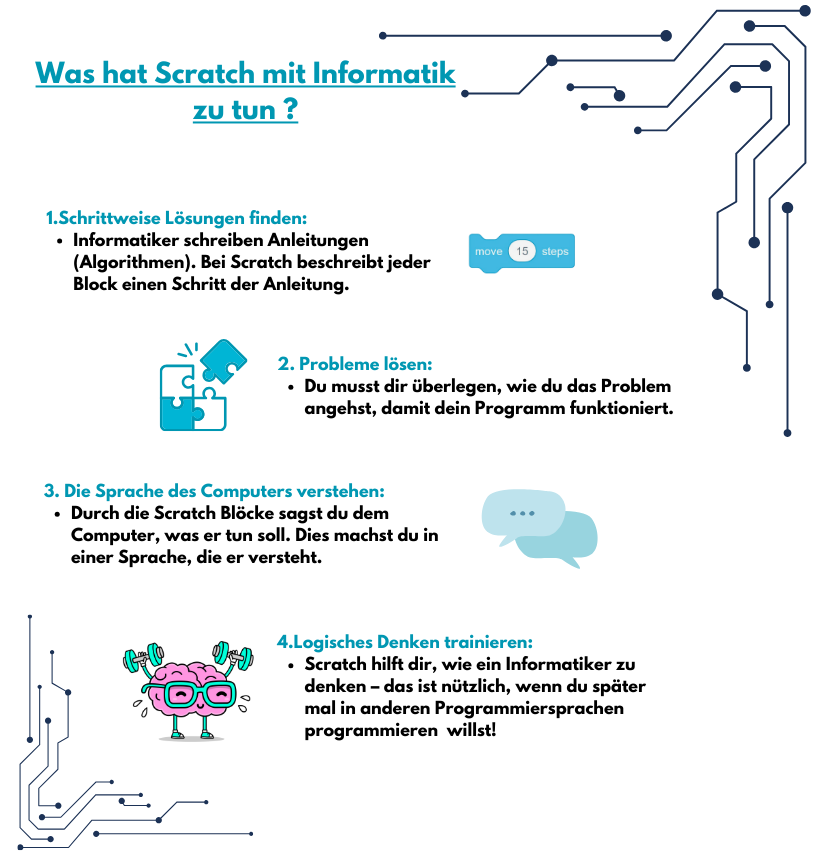 Was hat Scratch mit Informatik
zu tun ?
1.Schrittweise Lösungen finden:
• Informatiker schreiben Anleitungen
(Algorithmen). Bei Scratch beschreibt jeder
Block einen Schritt der Anleitung.
move 15 steps
2. Probleme lösen:
• Du musst dir überlegen, wie du das Problem
angehst, damit dein Programm funktioniert.
3. Die Sprache des Computers verstehen:
• Durch die Scratch Blöcke sagst du dem
Computer, was er tun soll. Dies machst du in
einer Sprache, die er versteht.
4.Logisches Denken trainieren:
• Scratch hilft dir, wie ein Informatiker zu
denken – das ist nützlich, wenn du später
mal in anderen Programmiersprachen
programmieren  willst!